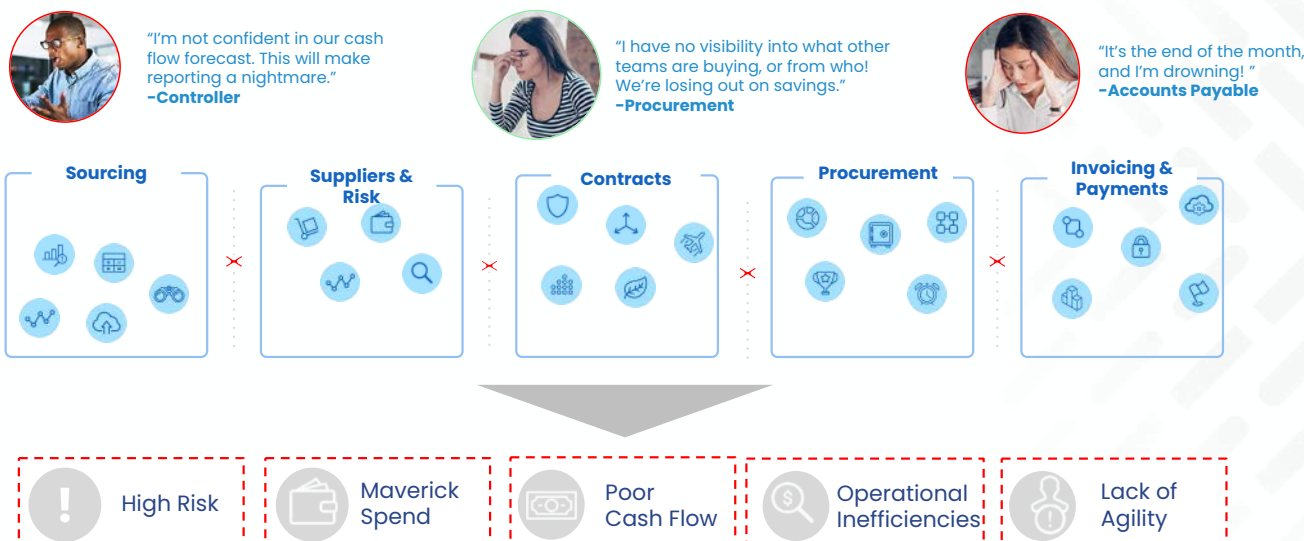 “I’m not confident in our cash
flow forecast. This will make
reporting a nightmare.”
-Controller
“I have no visibility into what other
teams are buying, or from who!
We’re losing out on savings.”
-Procurement
“It’s the end of the month,
and I’m drowning! ”
-Accounts Payable
Sourcing
Suppliers &
Risk
Contracts
Procurement
Invoicing &
Payments
High Risk
Maverick
Spend
Poor
Cash Flow
Operational
Inefficiencies
Lack of
Agility